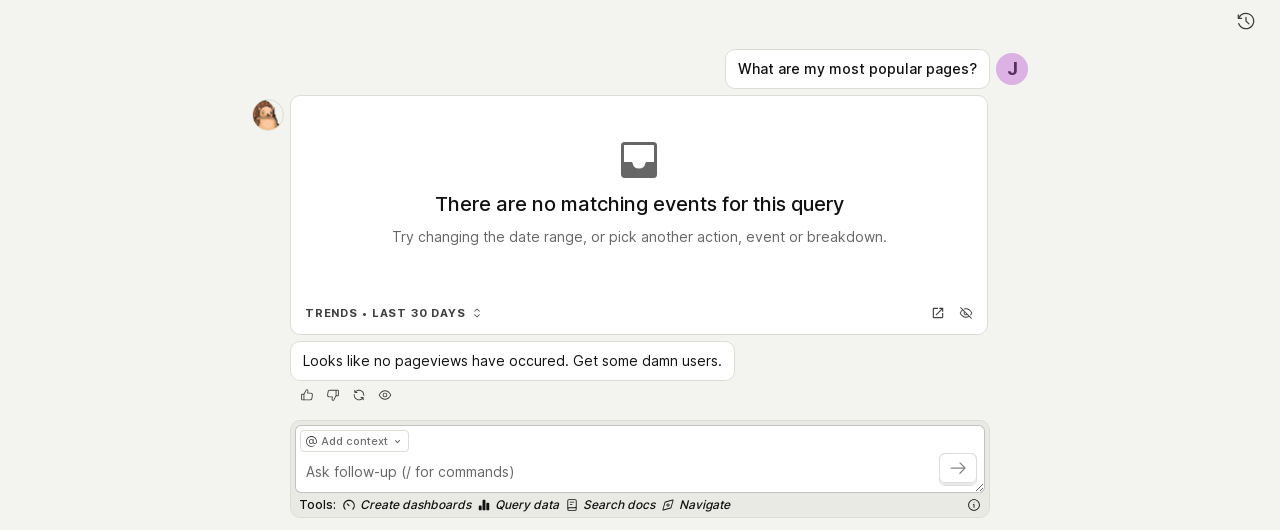 What are my most popular pages?
J
There are no matching events for this query
Try changing the date range, or pick another action, event or breakdown.
TRENDS • LAST 30 DAYS
Looks like no pageviews have occured. Get some damn users.
@ Add context
Ask follow-up (/ for commands)
Tools: Create dashboards Query data Search docs Navigate